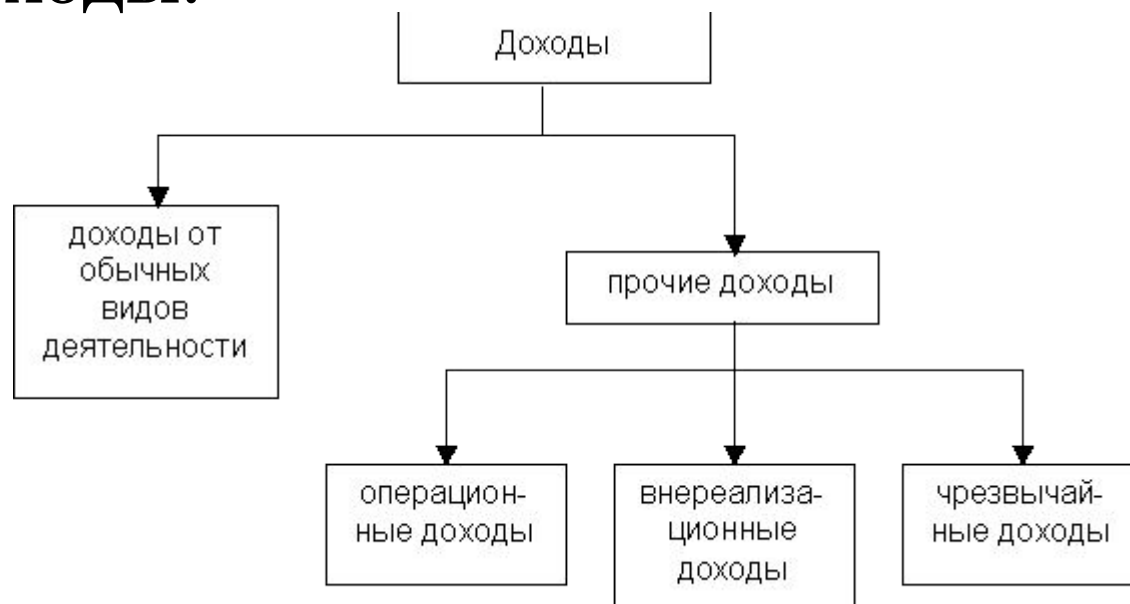 Доходы
доходы от
обычных
видов
деятельности
прочие доходы
операцион-
ные доходы
внереализа-
ционные
доходы
чрезвычай-
ные доходы